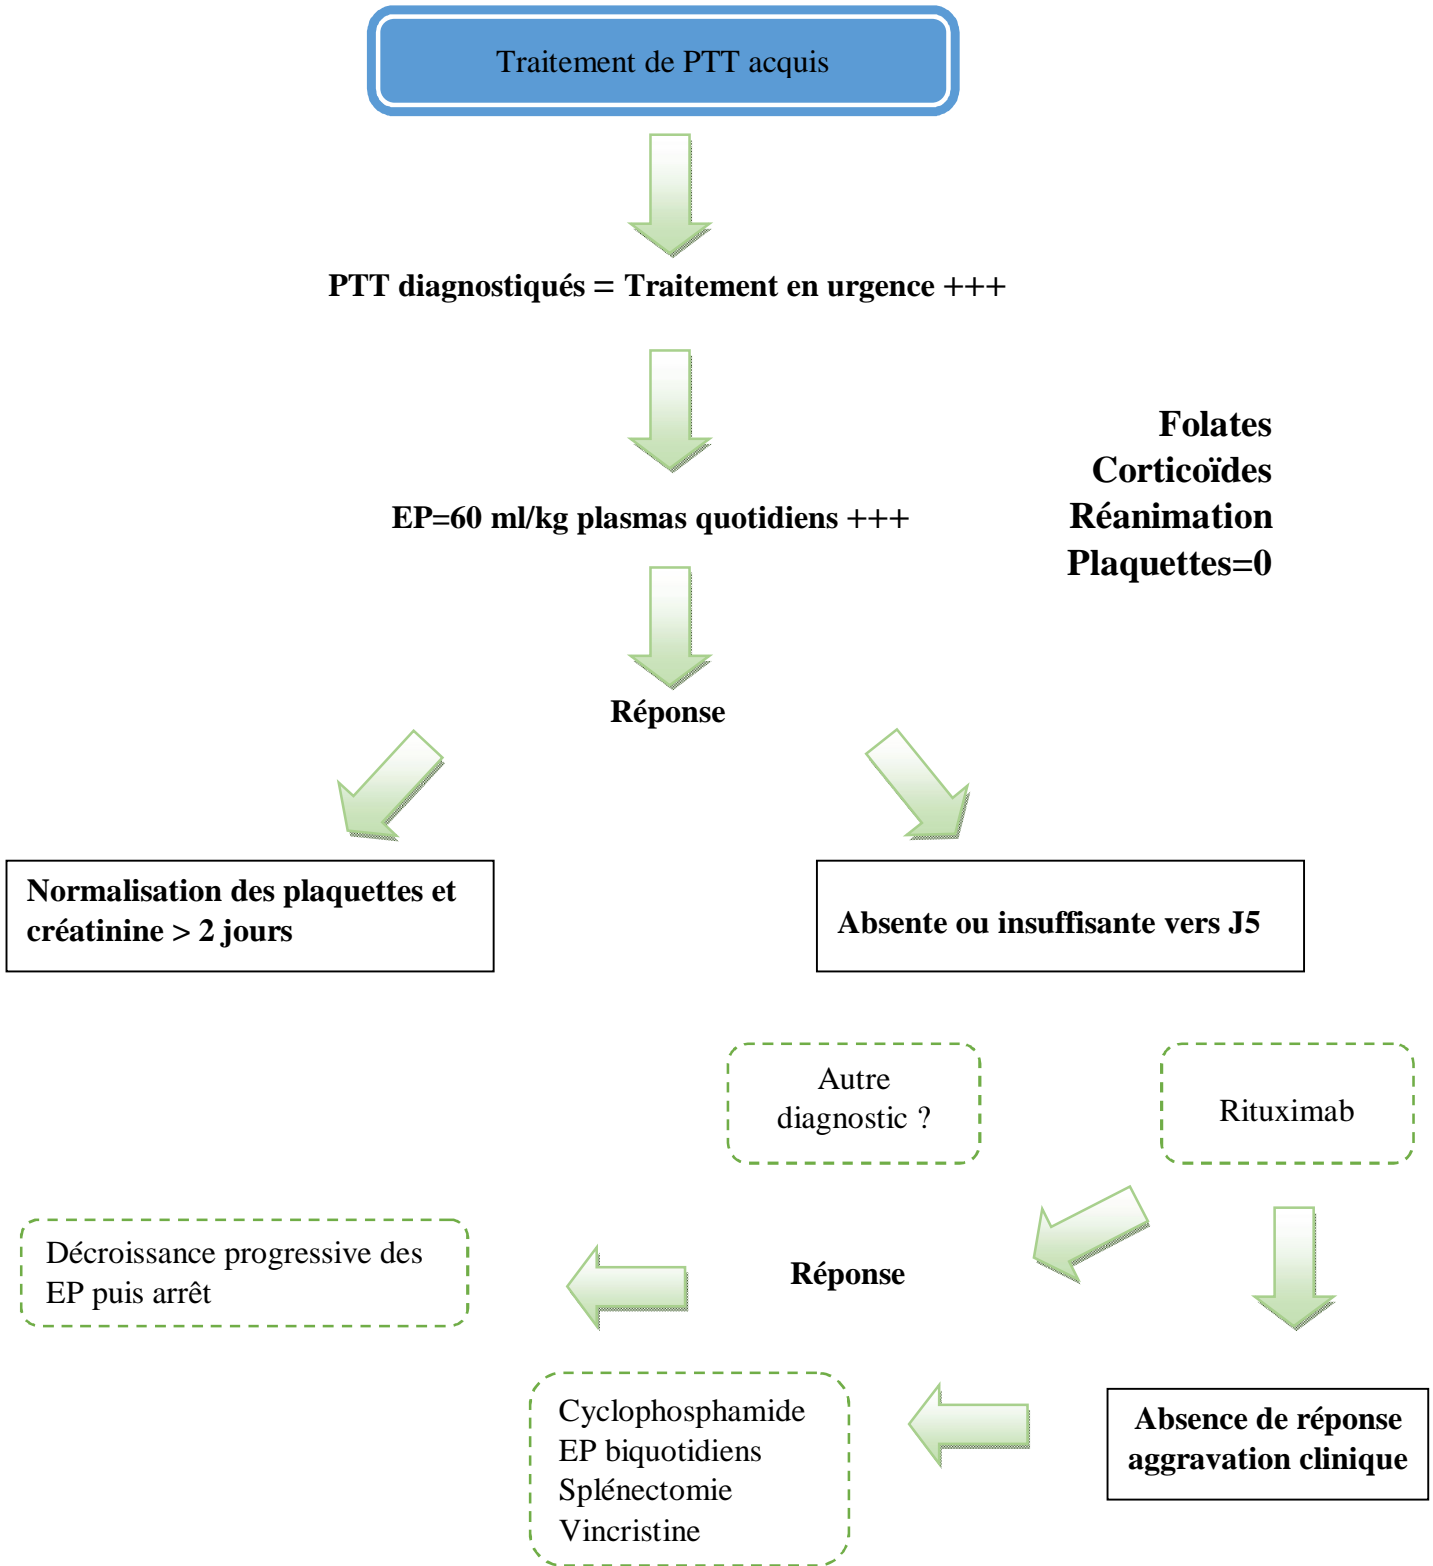 Traitement de PTT acquis
PTT diagnostiqués = Traitement en urgence +++
Folates
Corticoïdes
Réanimation
Plaquettes=0
EP=60 ml/kg plasmas quotidiens +++
Réponse
Normalisation des plaquettes et
créatinine > 2 jours
Absente ou insuffisante vers J5
Autre
diagnostic ?
Rituximab
Décroissance progressive des
EP puis arrêt
Réponse
Cyclophosphamide
EP biquotidiens
Splénectomie
Vincristine
Absence de réponse
aggravation clinique